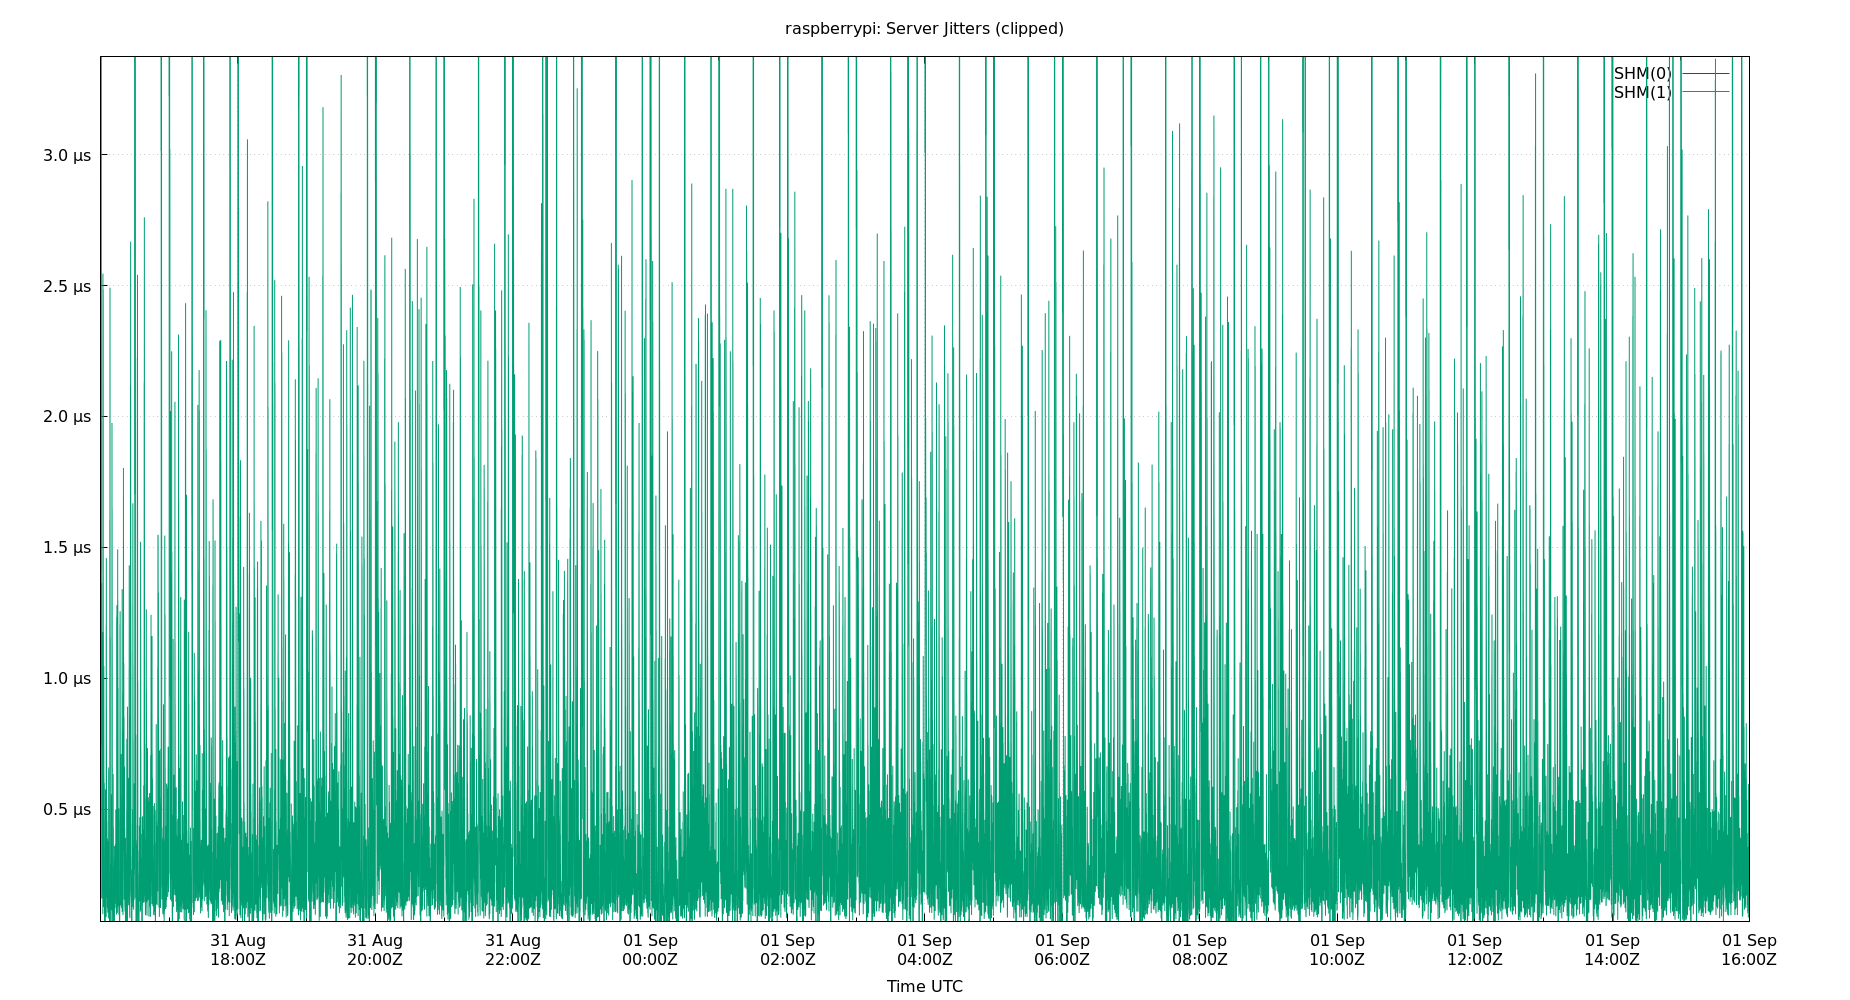 raspberrypi: Server Jitters (clipped)
SHM(0)
SHM(1)
3.0 µs
2.5 µs
2.0 µs
1.5 µs
1.0 µs
0.5 µs
31 Aug 31 Aug 31 Aug 01 Sep 01 Sep 01 Sep 01 Sep 01 Sep 01 Sep 01 Sep 01 Sep 01 Sep
18:00Z 20:00Z 22:00Z 00:00Z 02:00Z 04:00Z 06:00Z 08:00Z 10:00Z 12:00Z 14:00Z 16:00Z
Time UTC